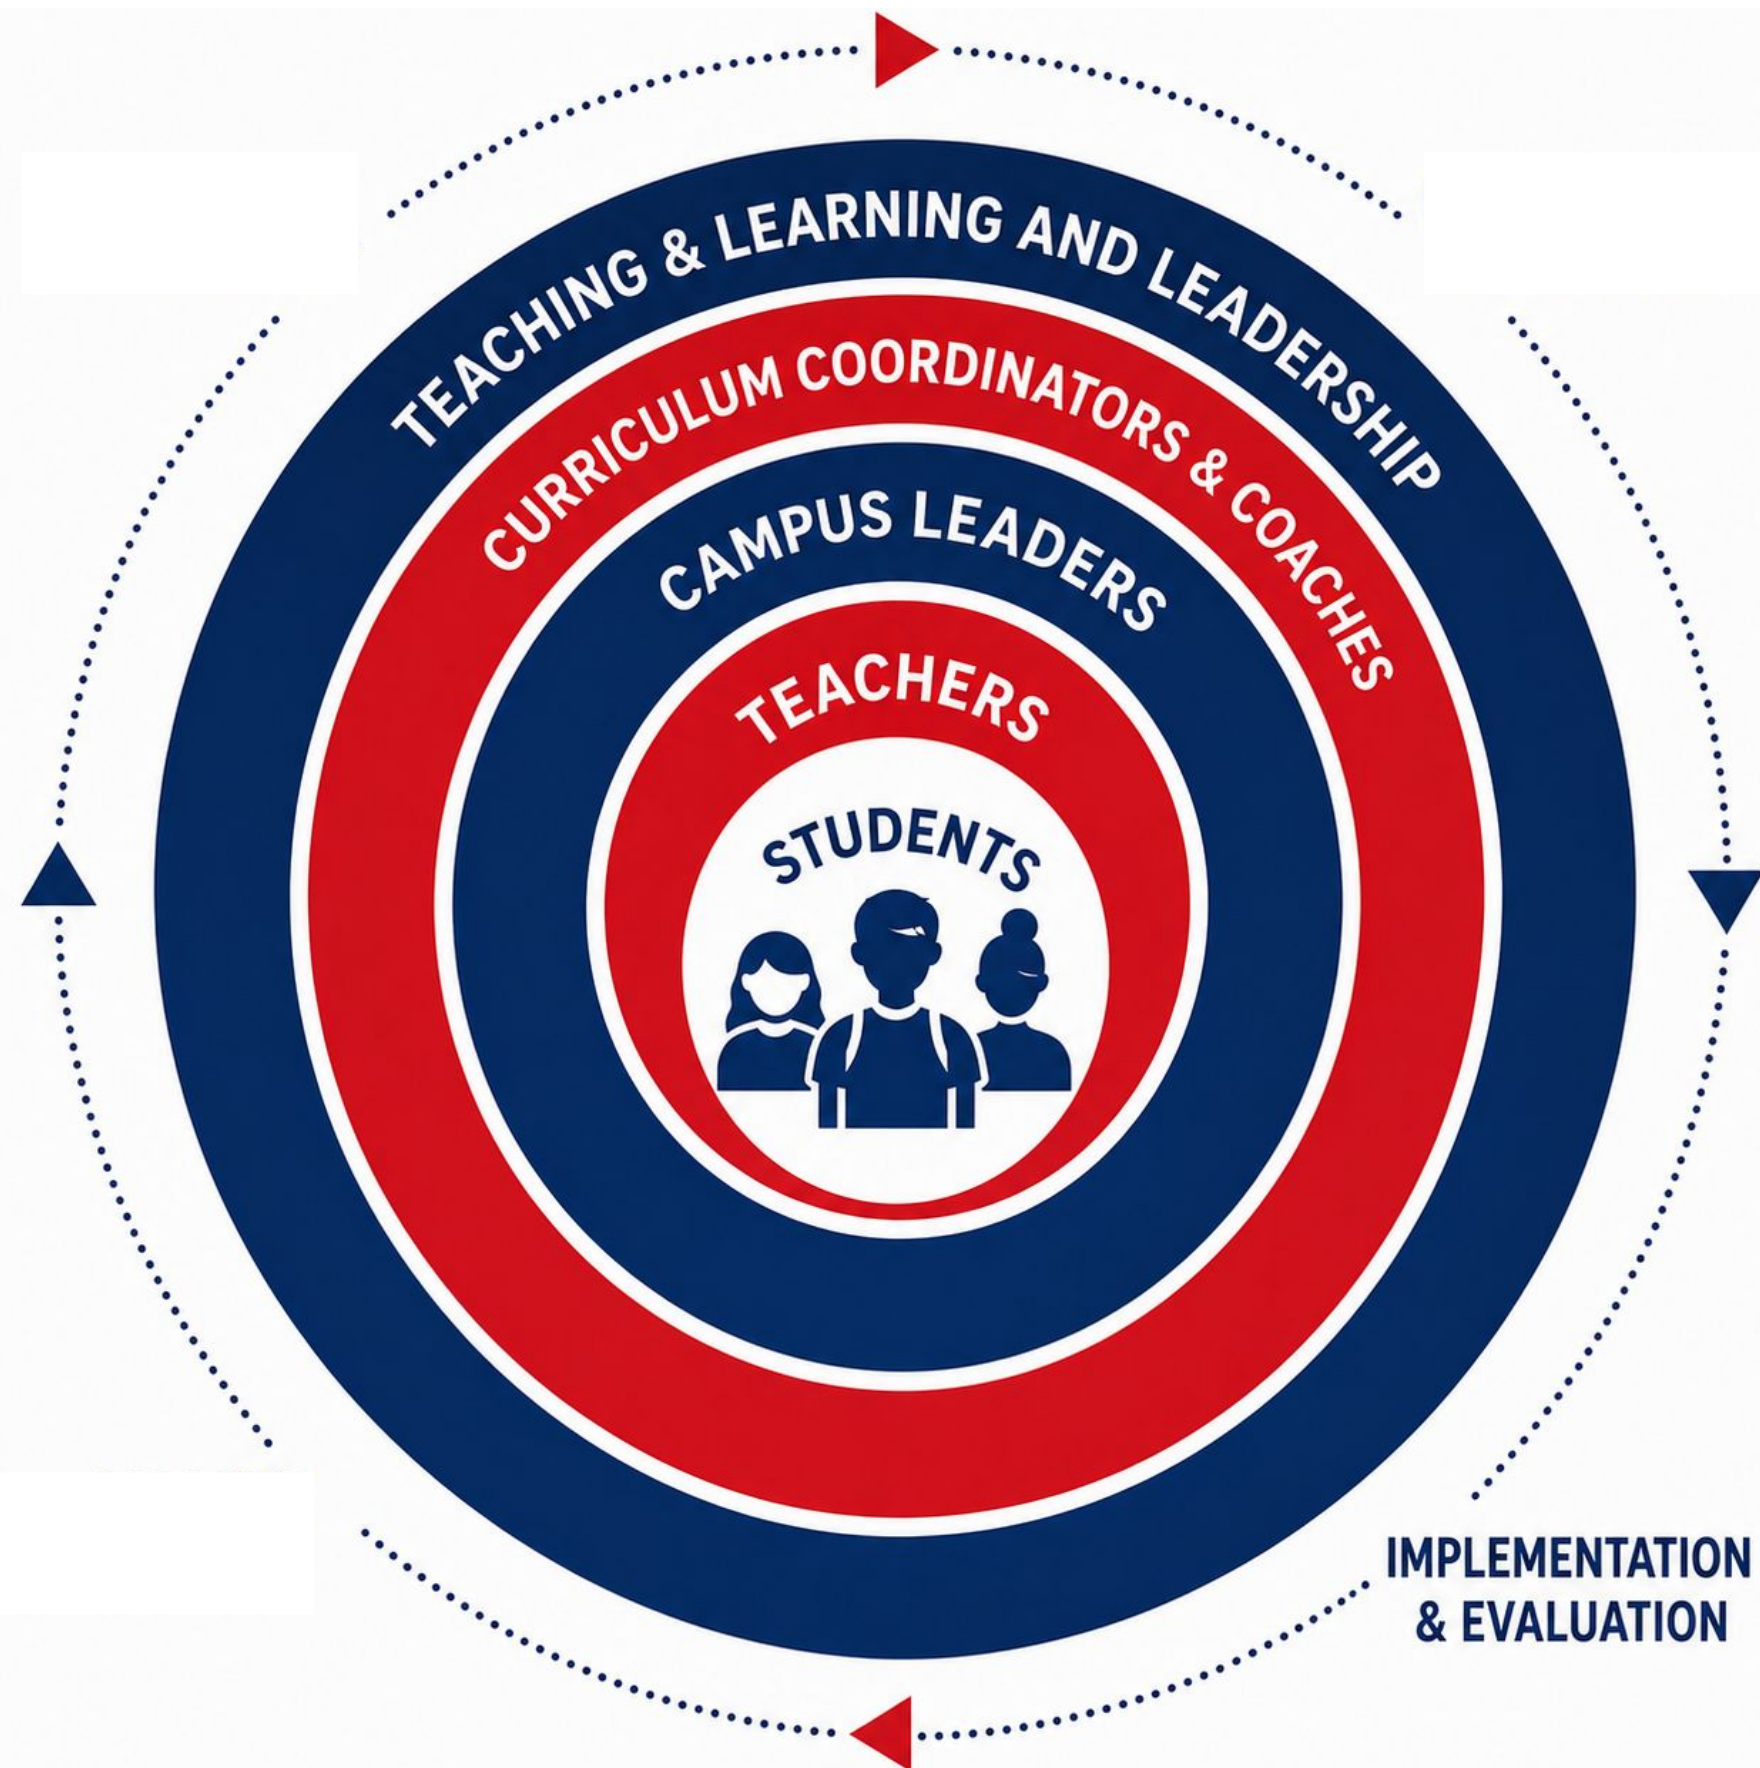 TEACHING & LEARNING AND LEADERSHIP
CURRICULUM COORDINATORS & COACHES
CAMPUS LEADERS
TEACHERS
STUDENTS
IMPLEMENTATION
& EVALUATION